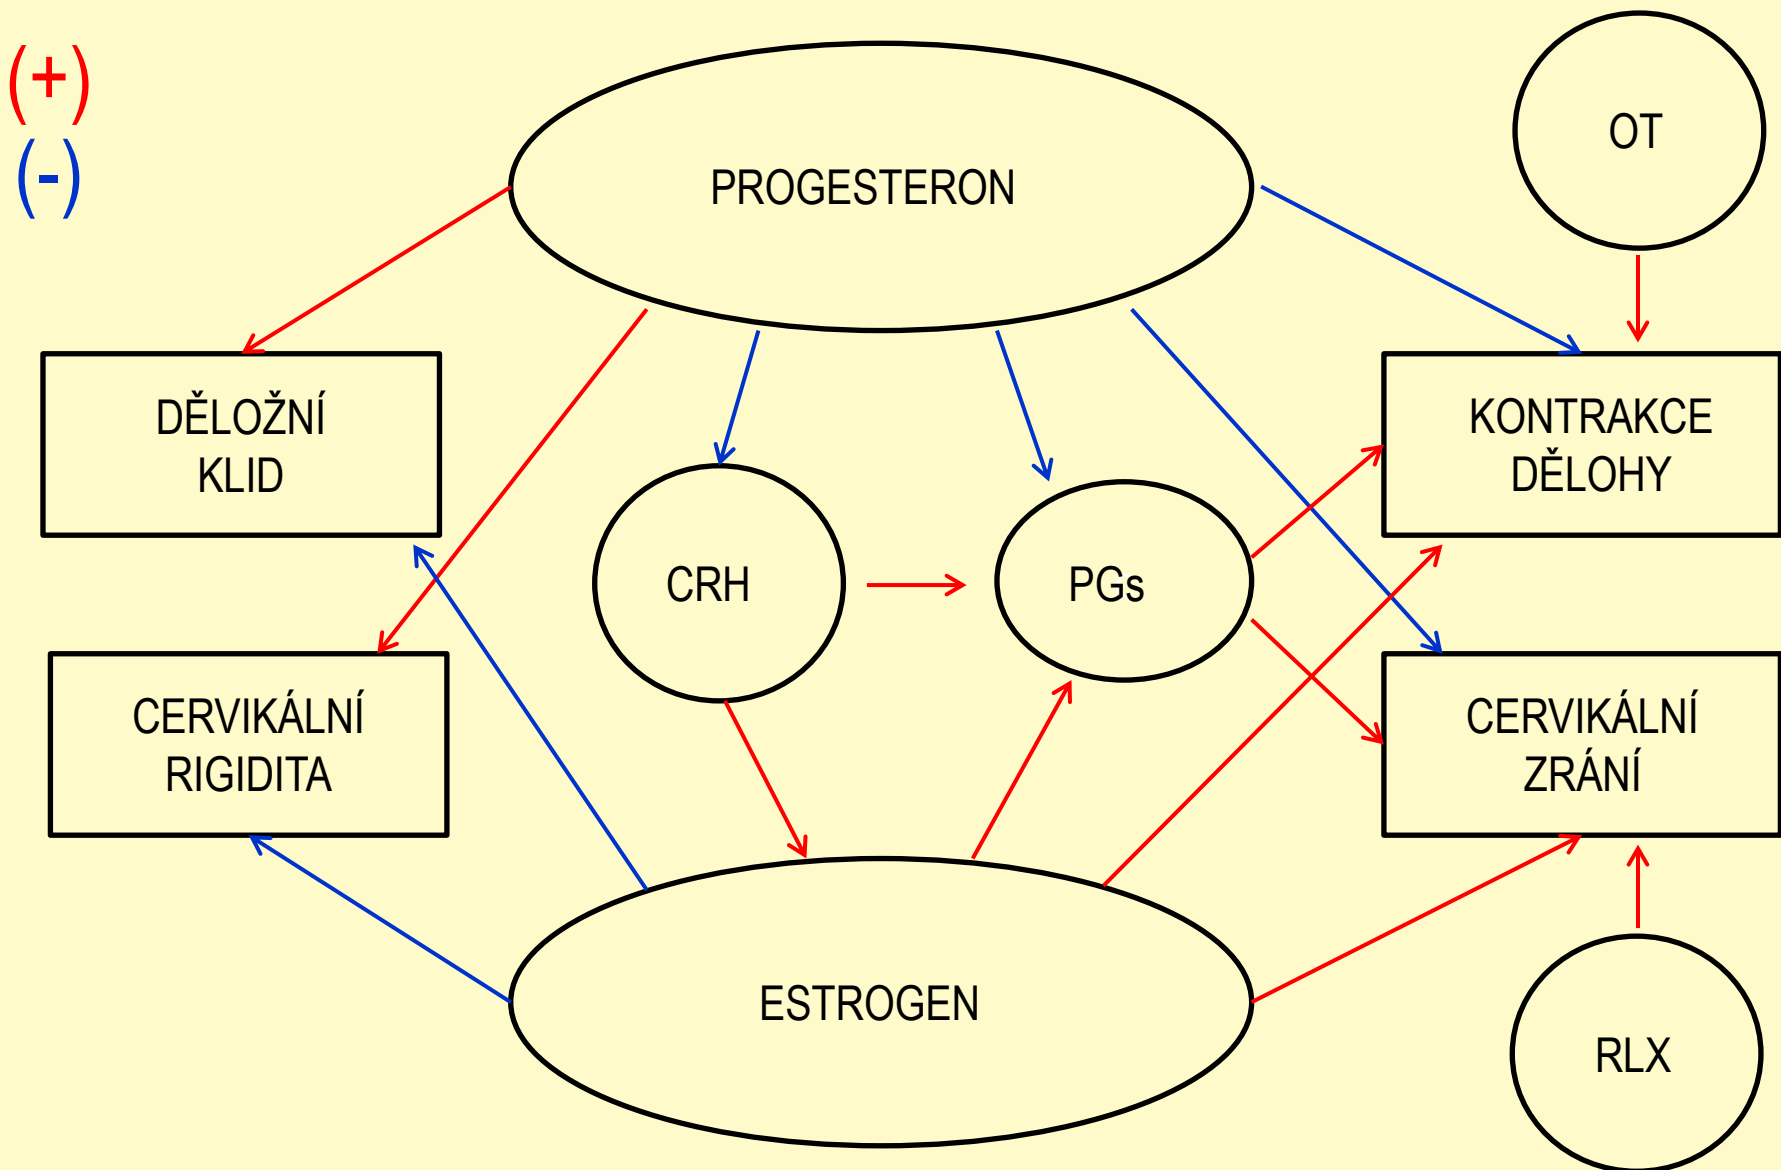 (+)
(-)
PROGESTERON
OT
DĚLOŽNÍ
KLID
KONTRAKCE
DĚLOHY
CRH
PGs
CERVIKÁLNÍ
RIGIDITA
CERVIKÁLNÍ
ZRÁNÍ
ESTROGEN
RLX